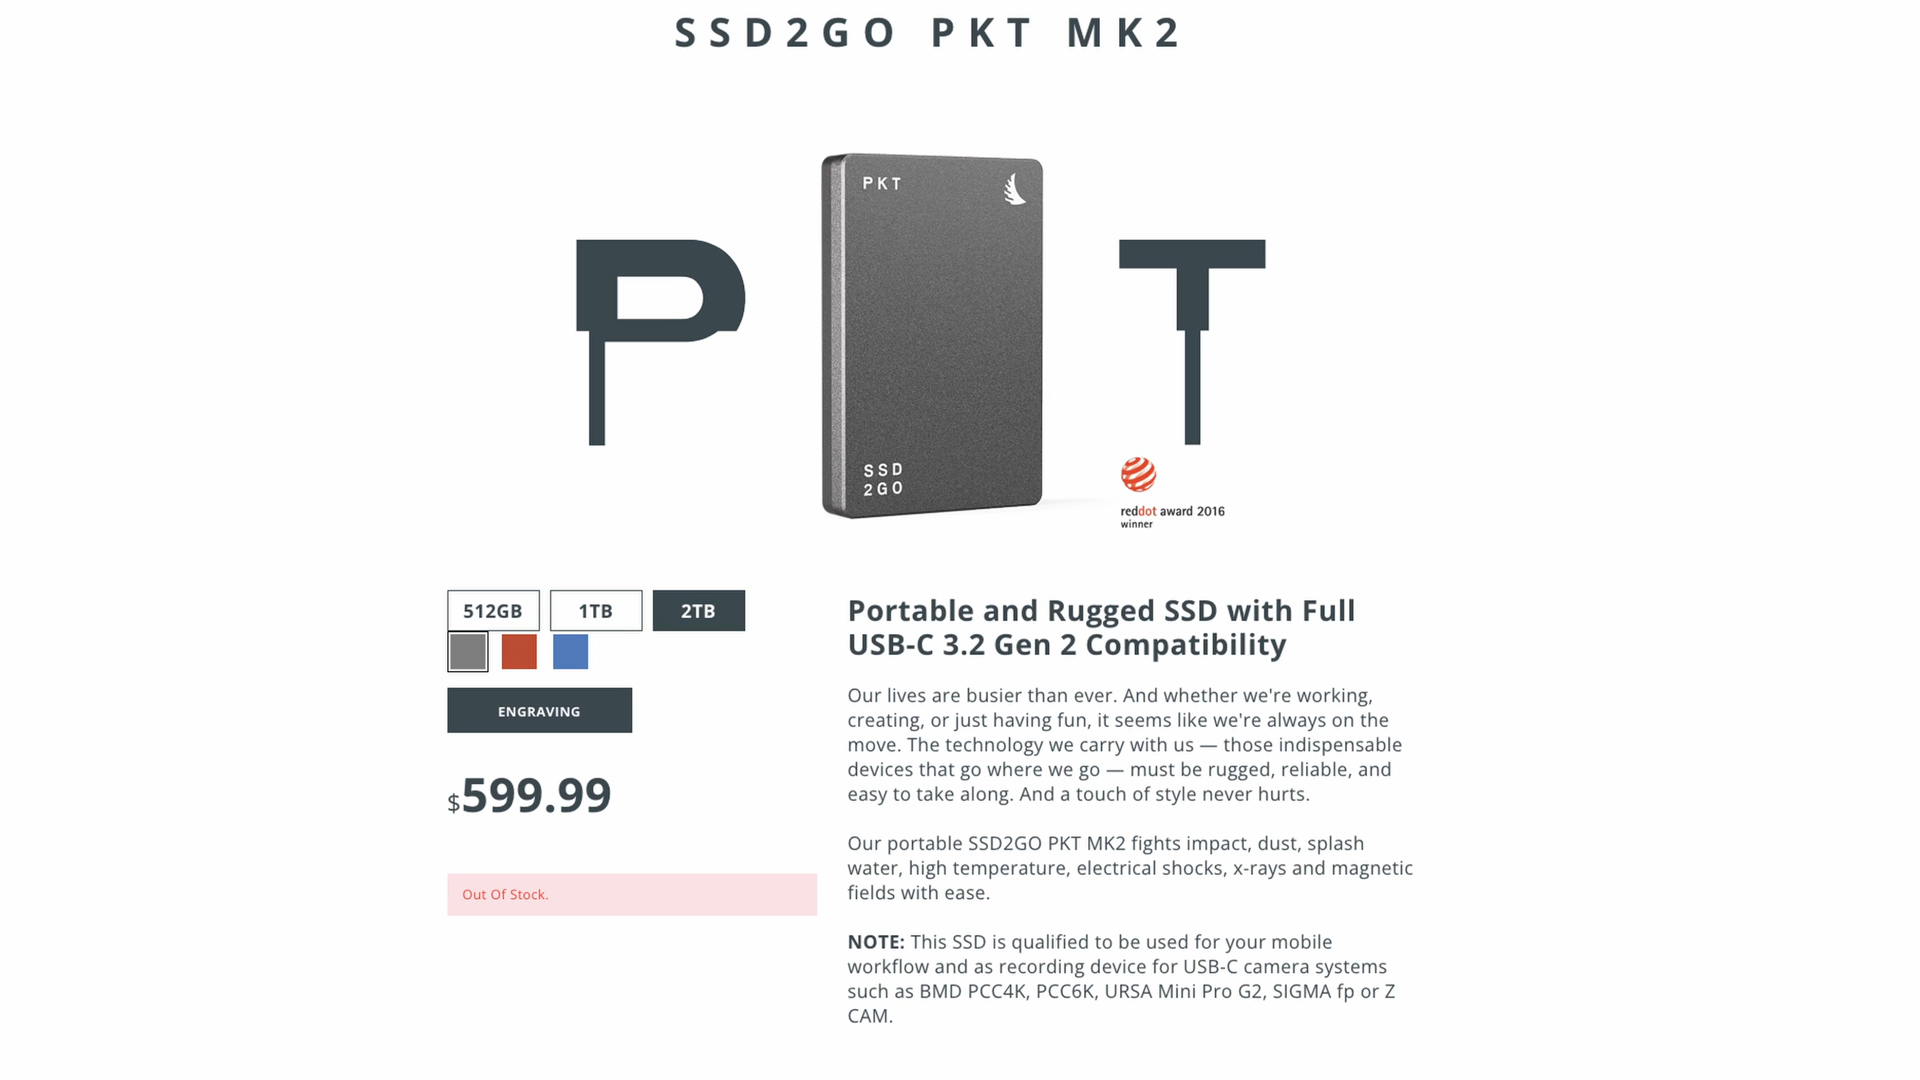 SSD2GO PKT MK2
PKT
P
T
SSD
2GO
reddot award 2016
winner
512GB 1TB 2TB
ENGRAVING
$599.99
Out Of Stock.
Portable and Rugged SSD with Full
USB-C 3.2 Gen 2 Compatibility
Our lives are busier than ever. And whether we're working,
creating, or just having fun, it seems like we're always on the
move. The technology we carry with us — those indispensable
devices that go where we go — must be rugged, reliable, and
easy to take along. And a touch of style never hurts.
Our portable SSD2GO PKT MK2 fights impact, dust, splash
water, high temperature, electrical shocks, x-rays and magnetic
fields with ease.
NOTE: This SSD is qualified to be used for your mobile
workflow and as recording device for USB-C camera systems
such as BMD PCC4K, PCC6K, URSA Mini Pro G2, SIGMA fp or Z
CAM.